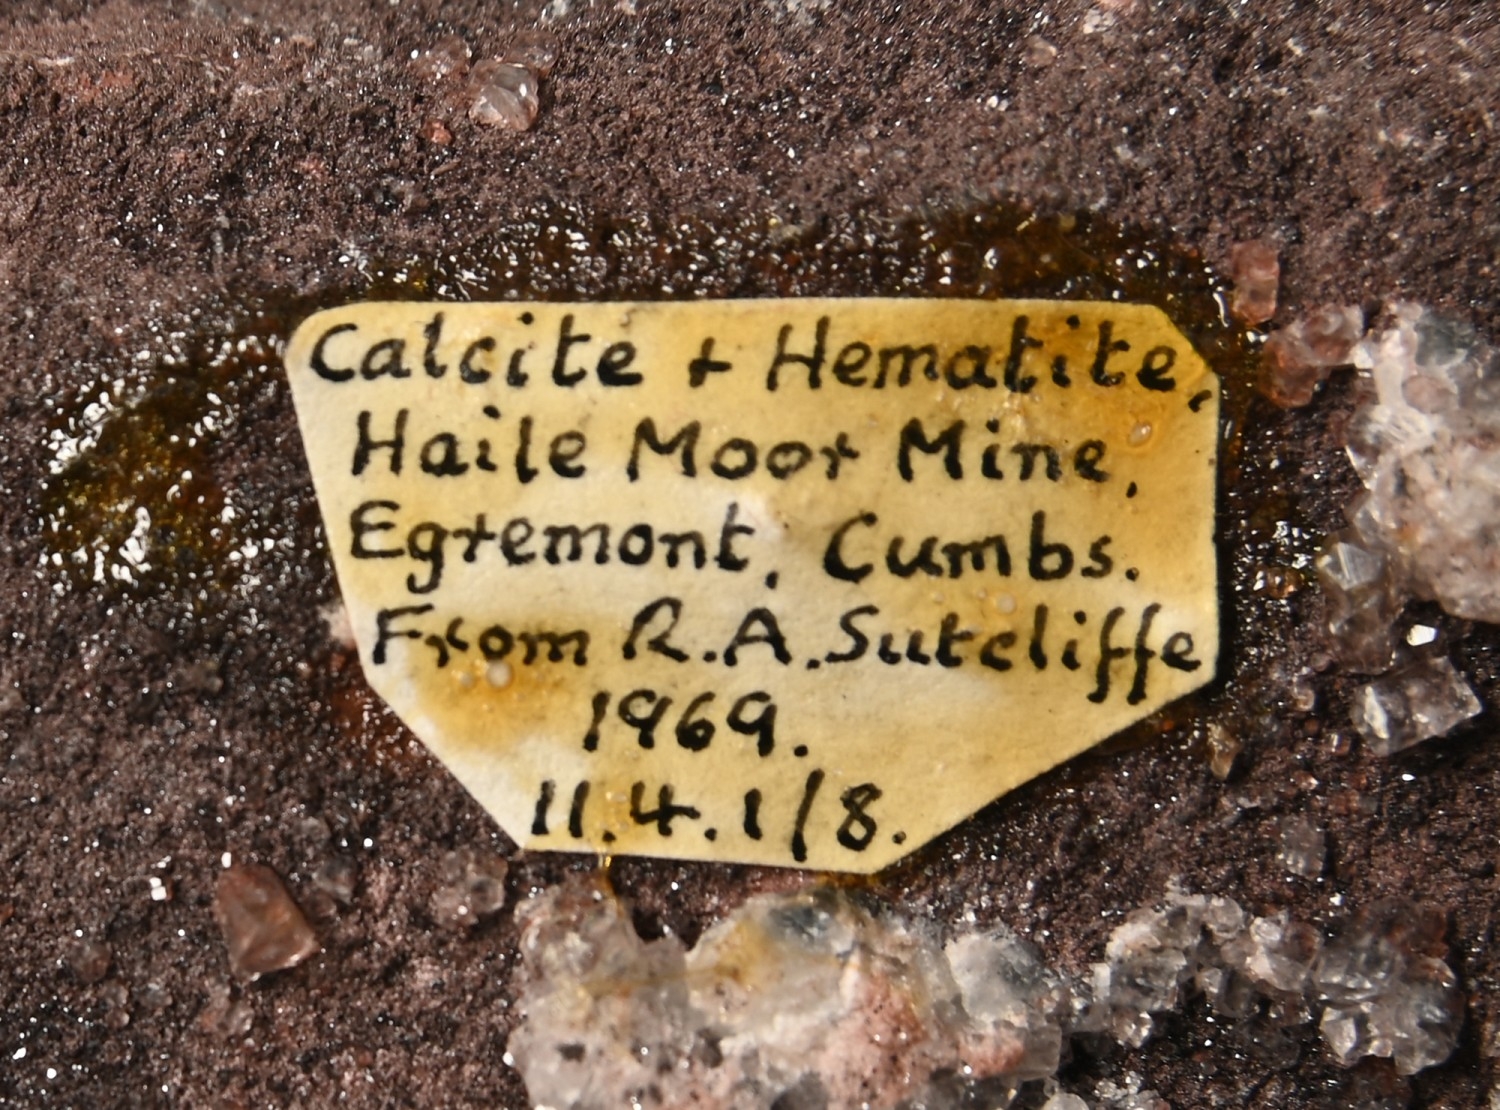 Calcite + Hematite,
Haile Moor Mine,
Egremont, Cumbs.
From R.A. Sutcliffe
1969.
11.4.1/8.